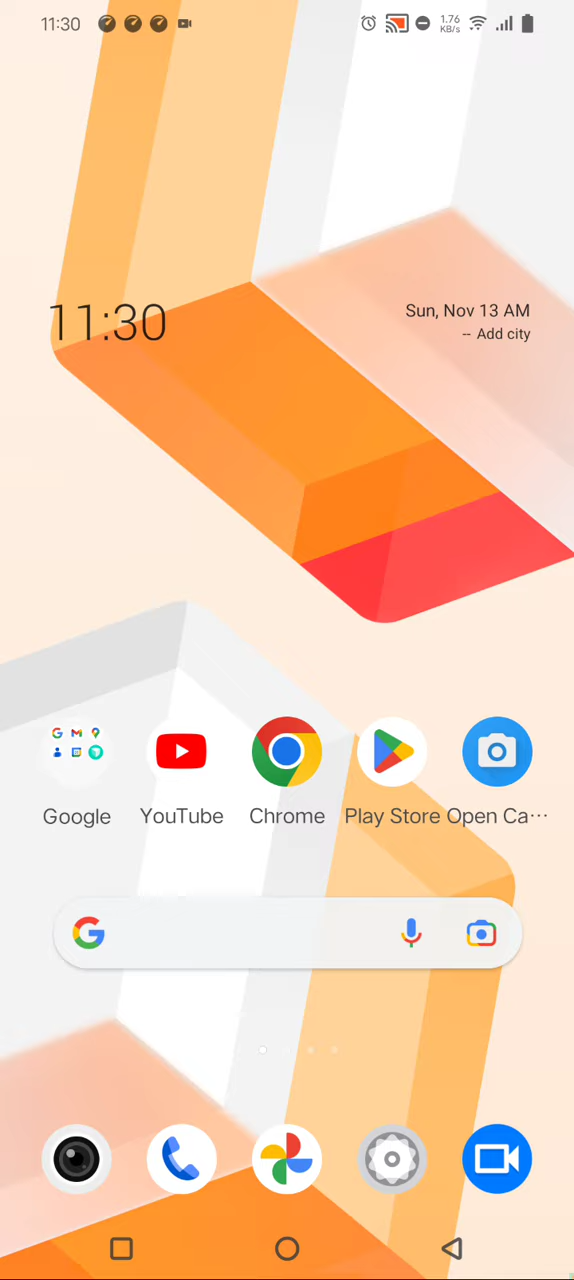 11:30
1.76
KB/s
11:30
Sun, Nov 13 AM
-- Add city
Google
YouTube
Chrome
Play Store
Open Ca···